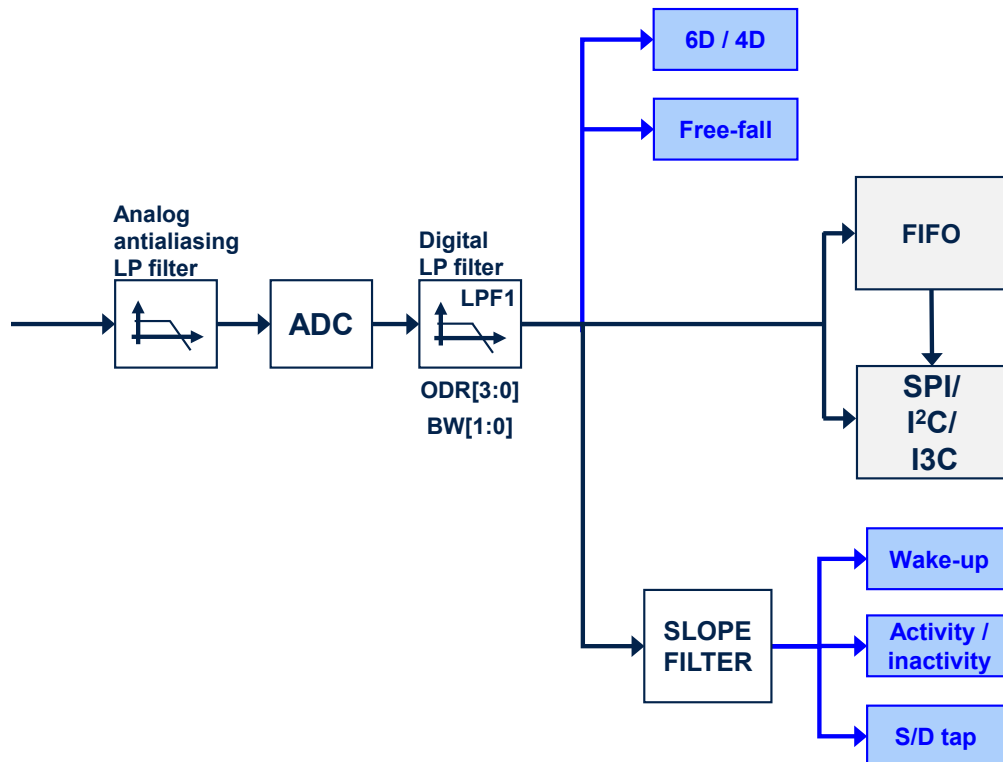 6D / 4D
Free-fall
Analog
antialiasing
LP filter
ADC
Digital
LP filter
LPF1
ODR[3:0]
BW[1:0]
FIFO
SPI/
I²C/
I3C
SLOPE
FILTER
Wake-up
Activity /
inactivity
S/D tap